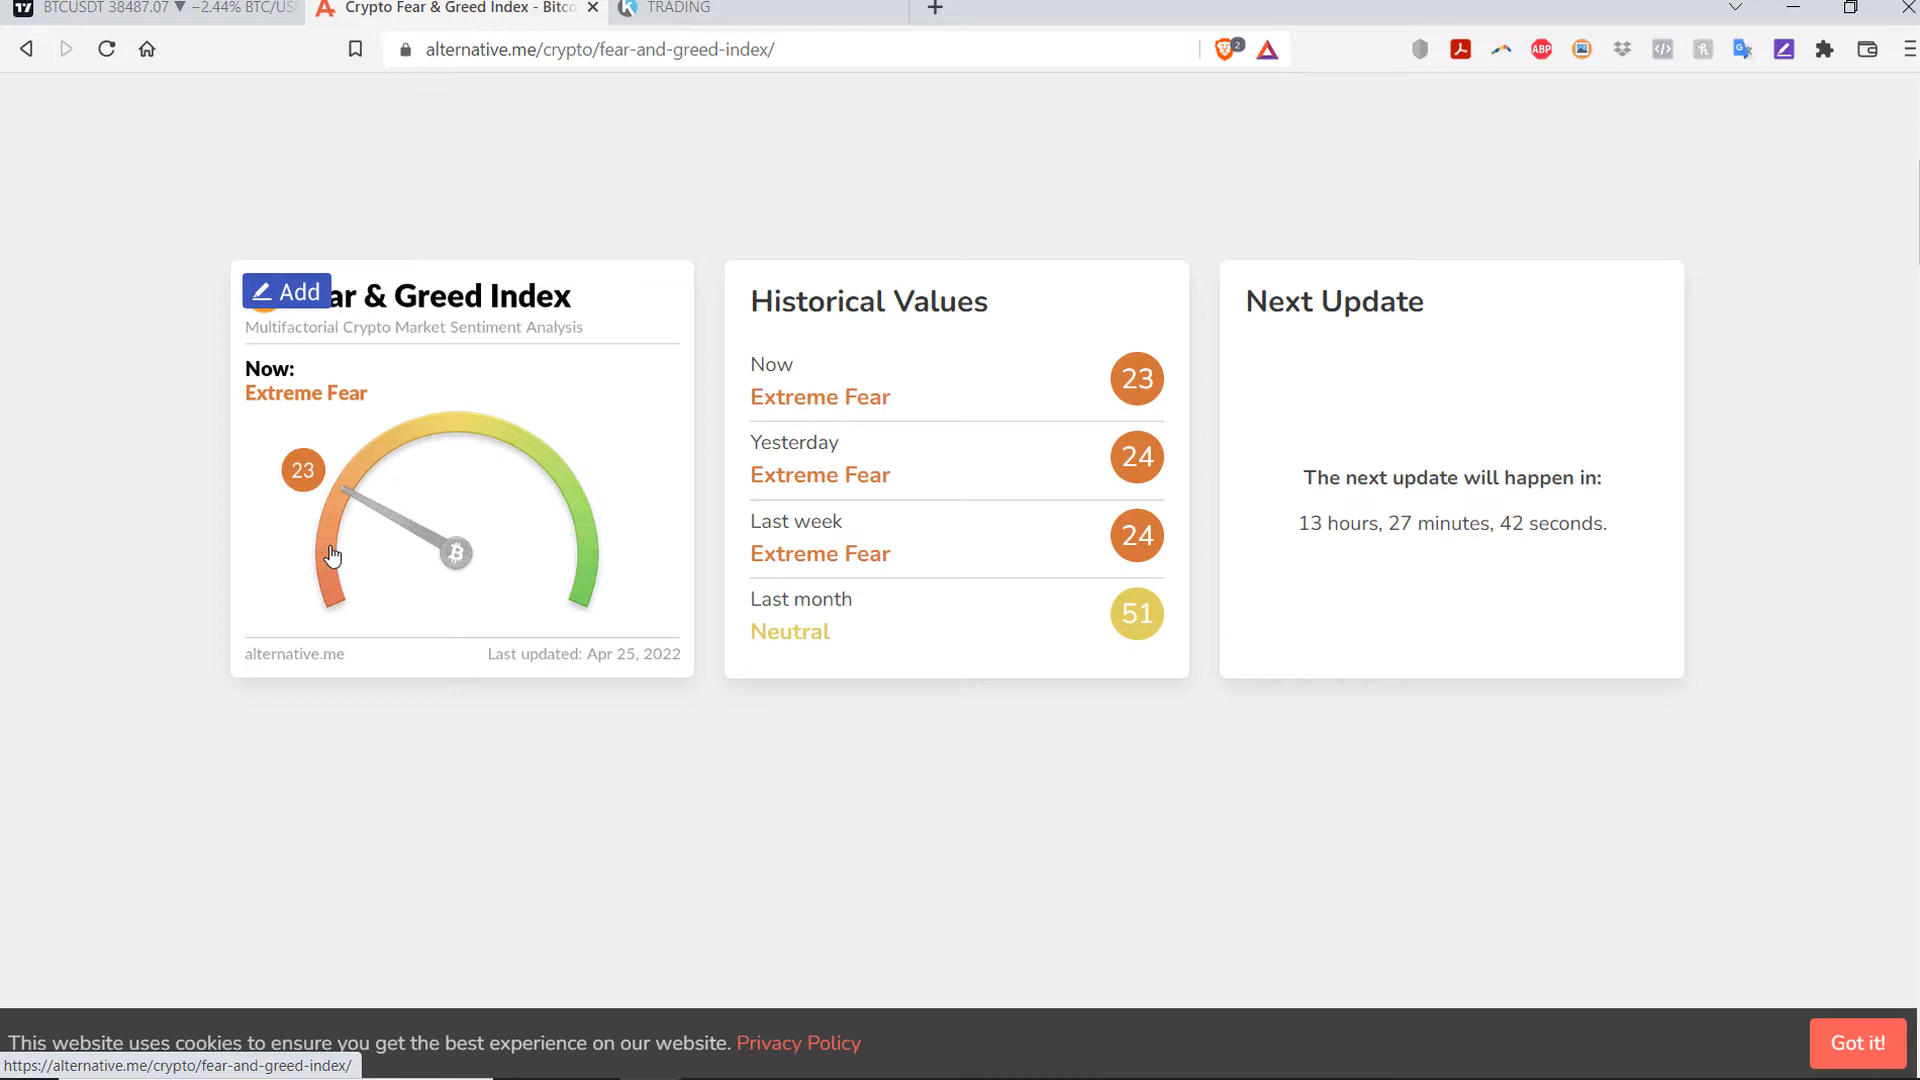 BTCUSDT 38487.07 ▼ −2.44% BTC/US
Crypto Fear & Greed Index - Bitco
TRADING
alternative.me/crypto/fear-and-greed-index/
2
ABP
Add
ar & Greed Index
Multifactorial Crypto Market Sentiment Analysis
Now:
Extreme Fear
23
alternative.me
Last updated: Apr 25, 2022
Historical Values
Now
Extreme Fear
23
Yesterday
Extreme Fear
24
Last week
Extreme Fear
24
Last month
Neutral
51
Next Update
The next update will happen in:
13 hours, 27 minutes, 42 seconds.
This website uses cookies to ensure you get the best experience on our website. Privacy Policy
Got it!
https://alternative.me/crypto/fear-and-greed-index/